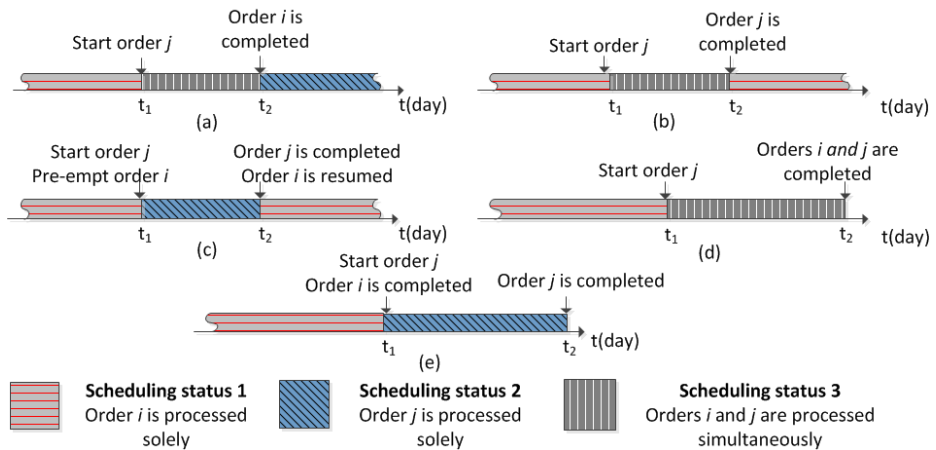 Start order j
Order i is
completed
t1
t2
t(day)
(a)
Start order j
Order j is
completed
t1
t2
t(day)
(b)
Start order j
Pre-empt order i
Order j is completed
Order i is resumed
t1
t2
t(day)
(c)
Start order j
Orders i and j are
completed
t1
t2
t(day)
(d)
Start order j
Order i is completed
Order j is completed
t1
t2
t(day)
(e)
Scheduling status 1
Order i is processed
solely
Scheduling status 2
Order j is processed
solely
Scheduling status 3
Orders i and j are processed
simultaneously